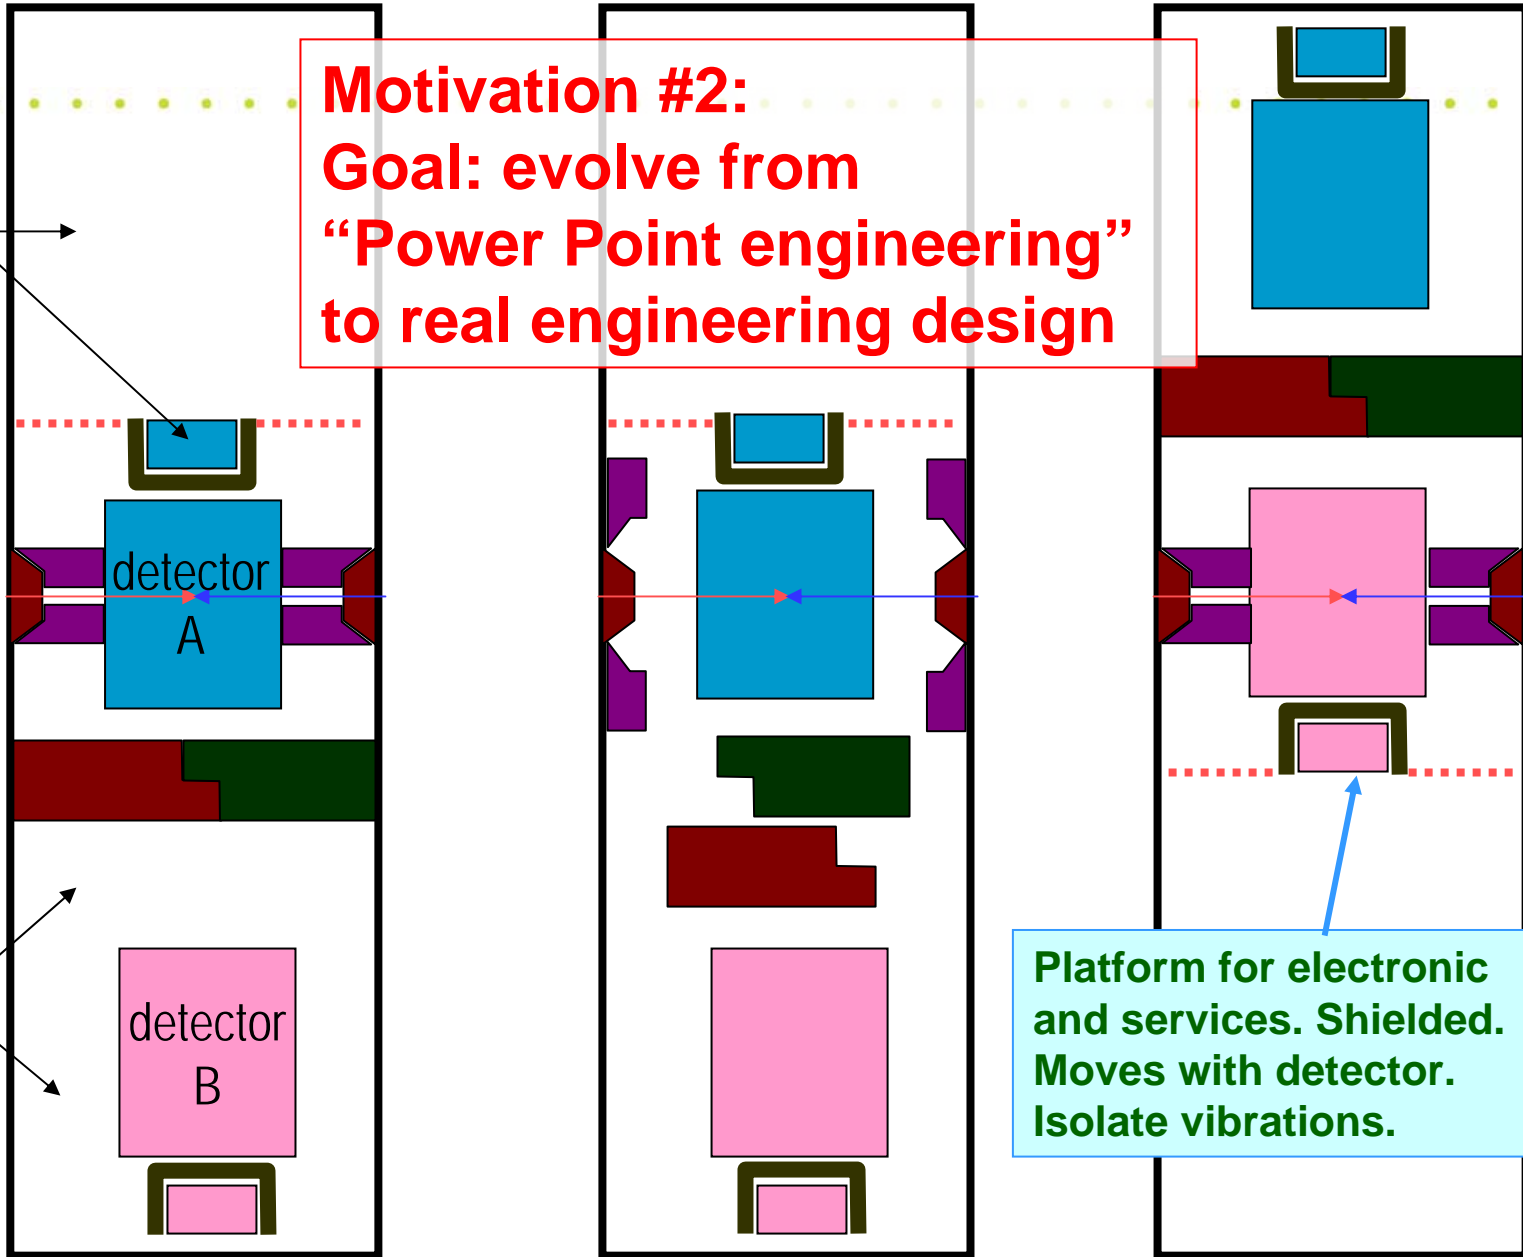 Motivation #2:
Goal: evolve from
“Power Point engineering”
to real engineering design
detector
A
detector
B
Platform for electronic
and services. Shielded.
Moves with detector.
Isolate vibrations.